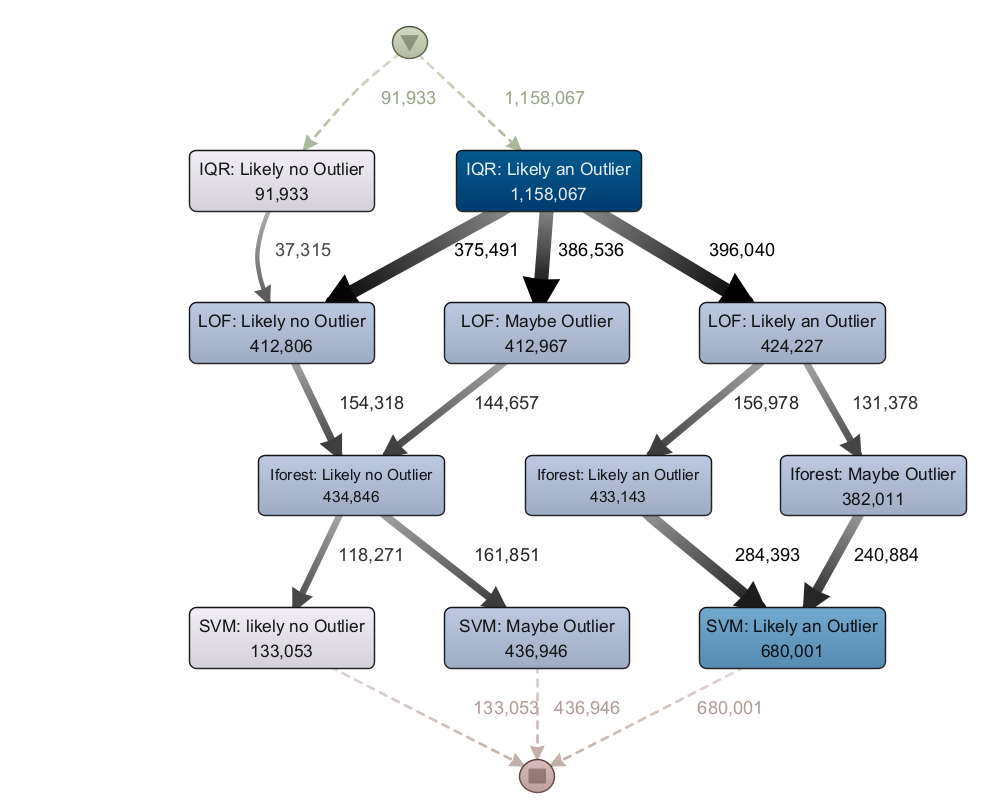 91,933
1,158,067
IQR: Likely no Outlier
91,933
IQR: Likely an Outlier
1,158,067
37,315
375,491
386,536
396,040
LOF: Likely no Outlier
412,806
LOF: Maybe Outlier
412,967
LOF: Likely an Outlier
424,227
154,318
144,657
156,978
131,378
Iforest: Likely no Outlier
434,846
Iforest: Likely an Outlier
433,143
Iforest: Maybe Outlier
382,011
118,271
161,851
284,393
240,884
SVM: likely no Outlier
133,053
SVM: Maybe Outlier
436,946
SVM: Likely an Outlier
680,001
133,053
436,946
680,001